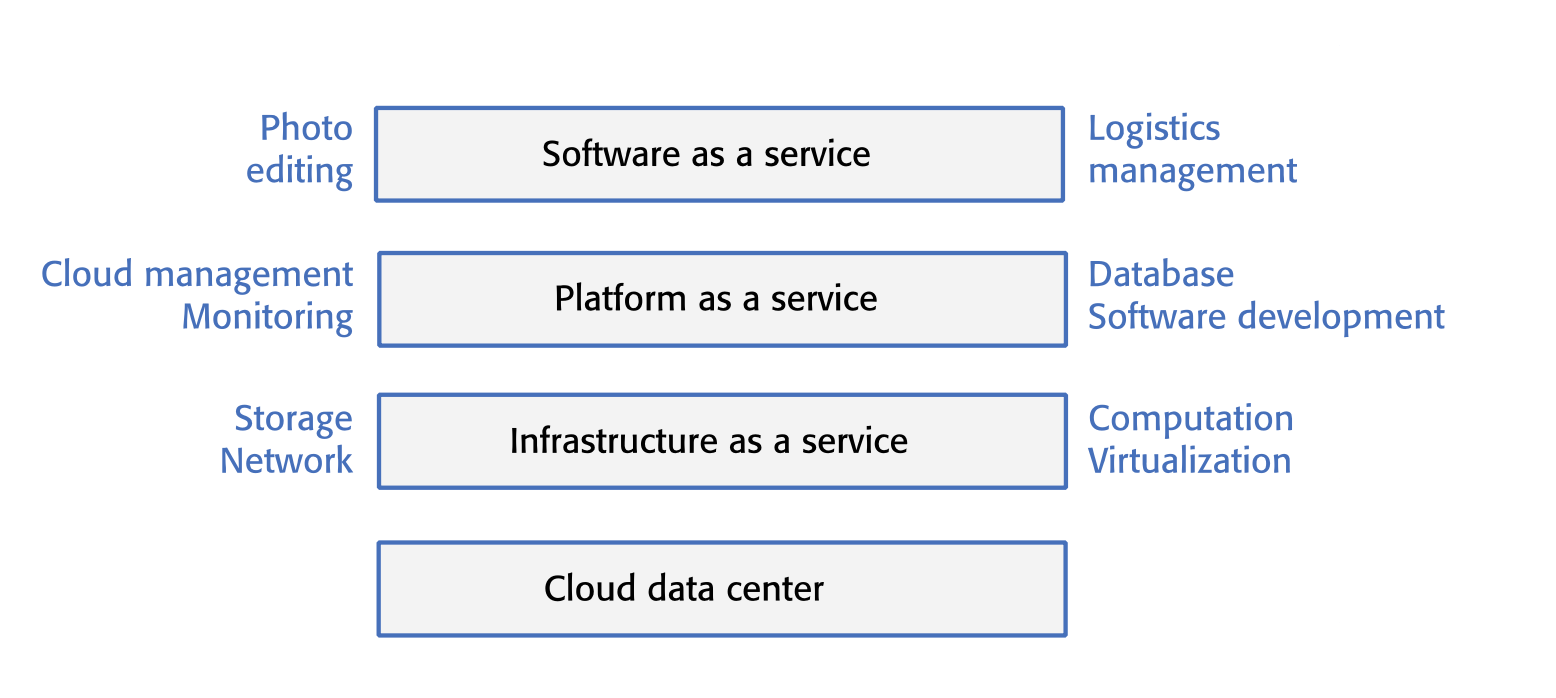 Photo
editing
Software as a service
Logistics
management
Cloud management
Monitoring
Platform as a service
Database
Software development
Storage
Network
Infrastructure as a service
Computation
Virtualization
Cloud data center